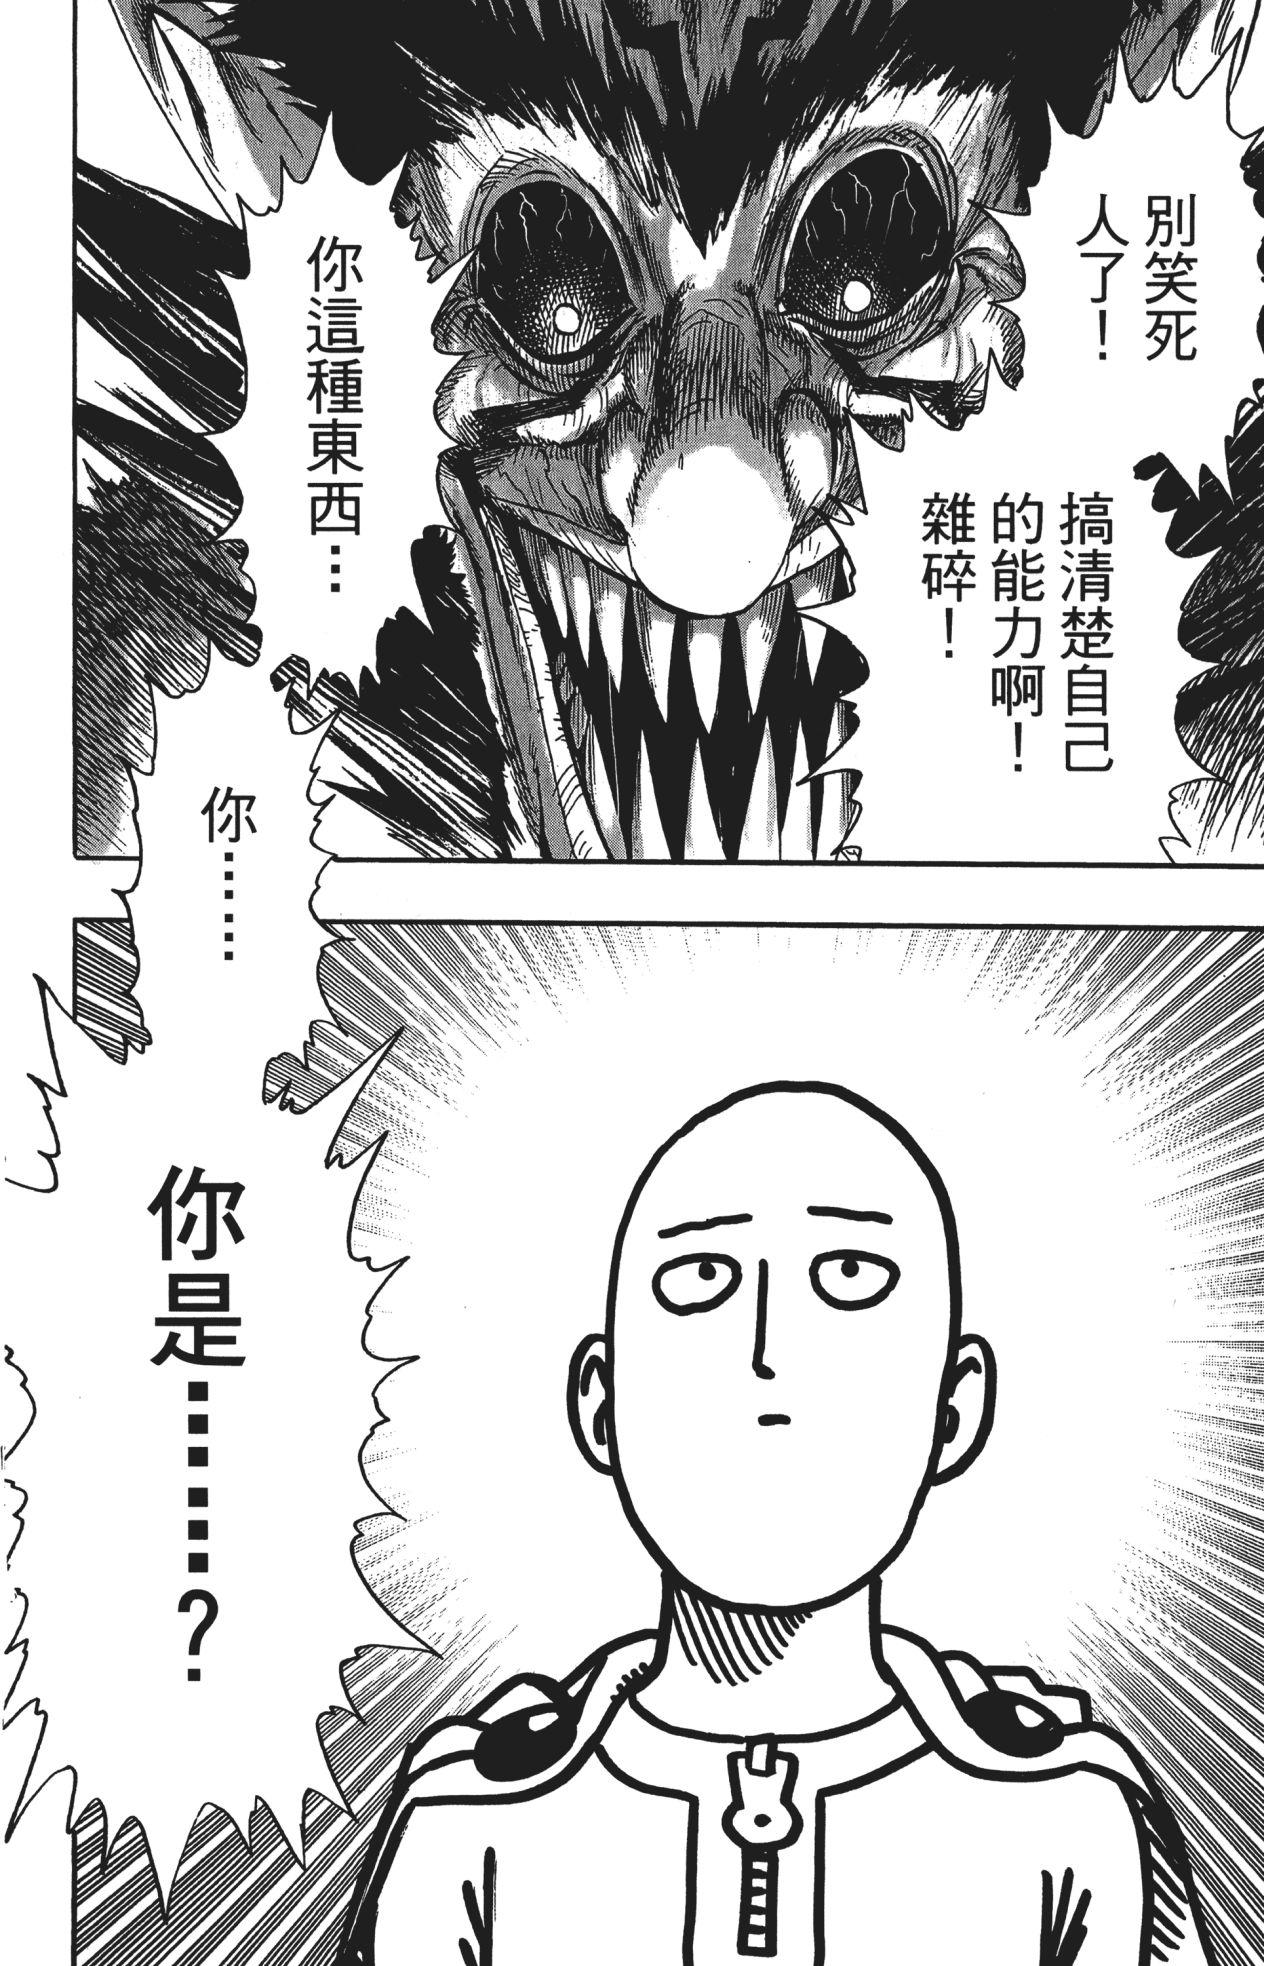 別笑死
人了！
搞清楚自己
的能力啊！
雜碎！
你這種東西…
你……
你是……？